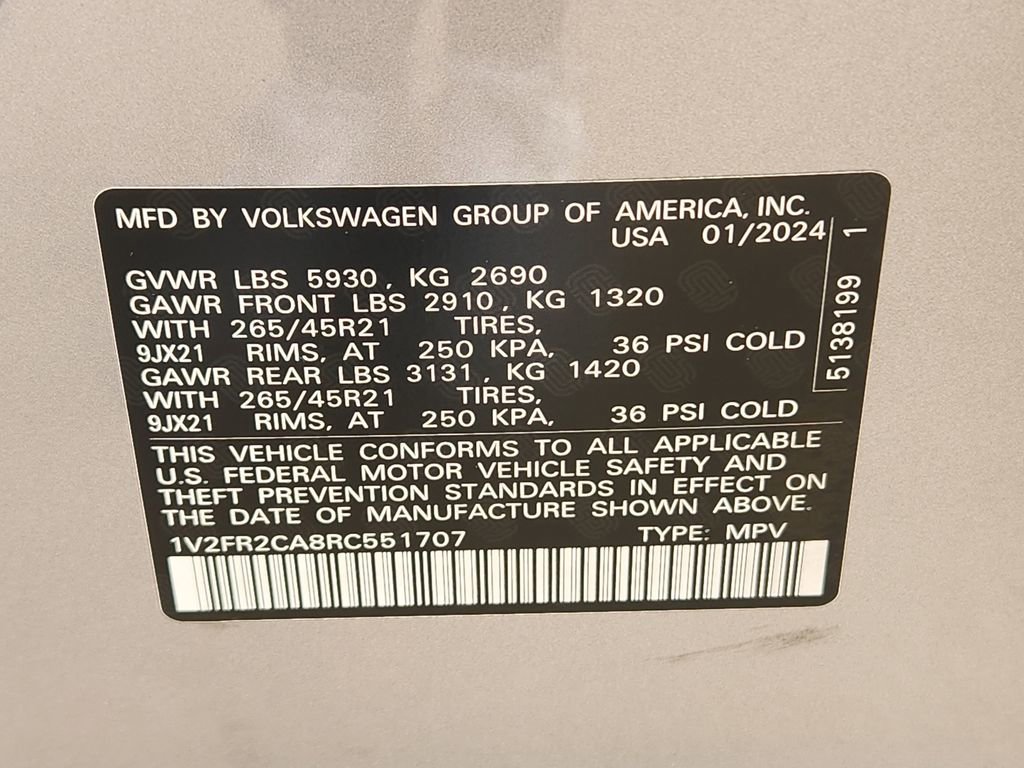 MFD BY VOLKSWAGEN GROUP OF AMERICA, INC.
USA 01/2024
GVWR LBS 5930, KG 2690
GAWR FRONT LBS 2910, KG 1320
WITH 265/45R21 TIRES,
9JX21 RIMS, AT 250 KPA, 36 PSI COLD
GAWR REAR LBS 3131, KG 1420
WITH 265/45R21 TIRES,
9JX21 RIMS, AT 250 KPA, 36 PSI COLD
5138199 1
THIS VEHICLE CONFORMS TO ALL APPLICABLE
U.S. FEDERAL MOTOR VEHICLE SAFETY AND
THEFT PREVENTION STANDARDS IN EFFECT ON
THE DATE OF MANUFACTURE SHOWN ABOVE.
1V2FR2CA8RC551707 TYPE: MPV